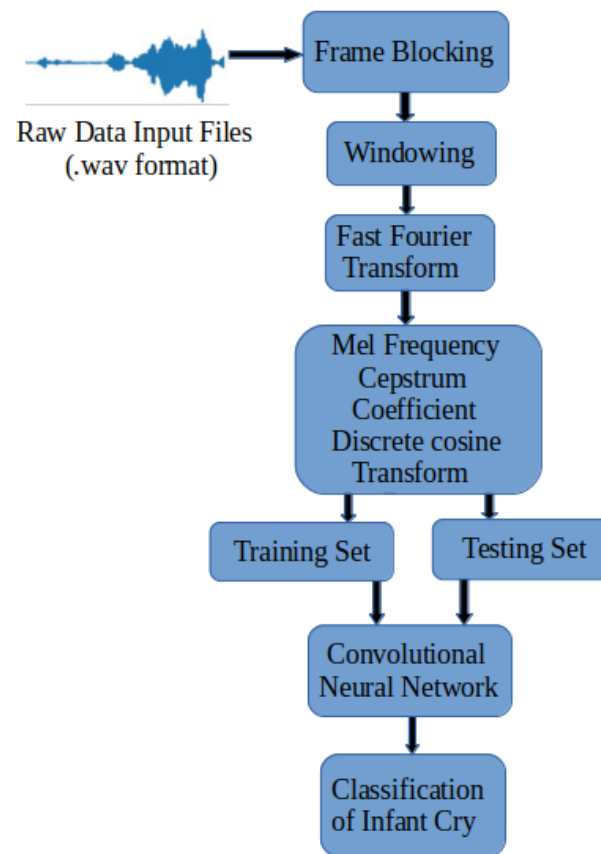 Raw Data Input Files
(.wav format)
Frame Blocking
Windowing
Fast Fourier
Transform
Mel Frequency
Cepstrum
Coefficient
Discrete cosine
Transform
Training Set
Testing Set
Convolutional
Neural Network
Classification
of Infant Cry